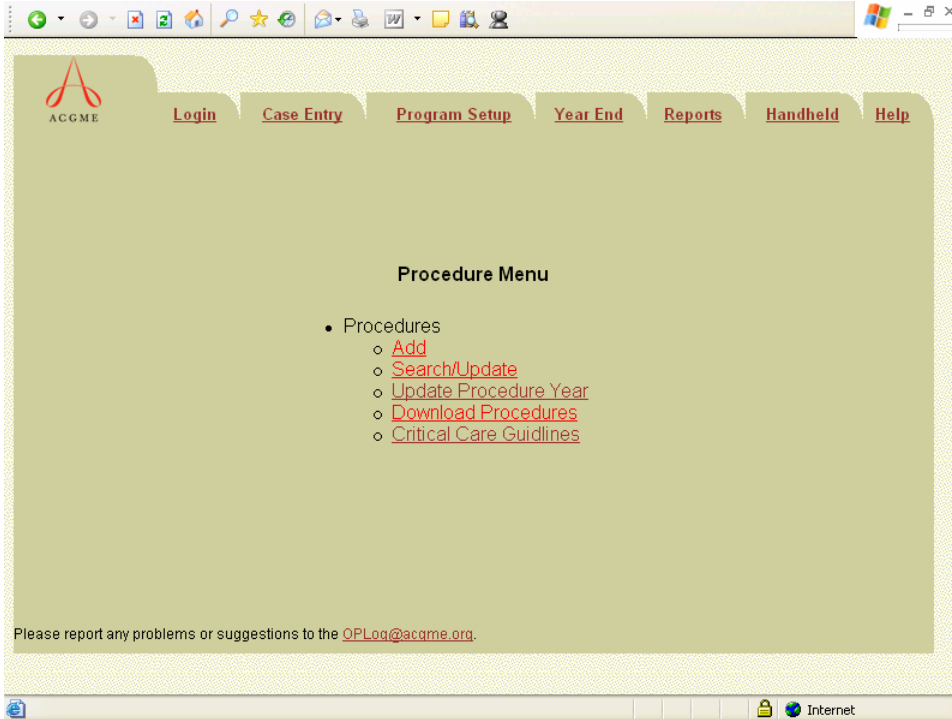 ACGME
Login Case Entry Program Setup Year End Reports Handheld Help
Procedure Menu
Procedures
Add
Search/Update
Update Procedure Year
Download Procedures
Critical Care Guidlines
Please report any problems or suggestions to the OPLog@acgme.org.
Internet